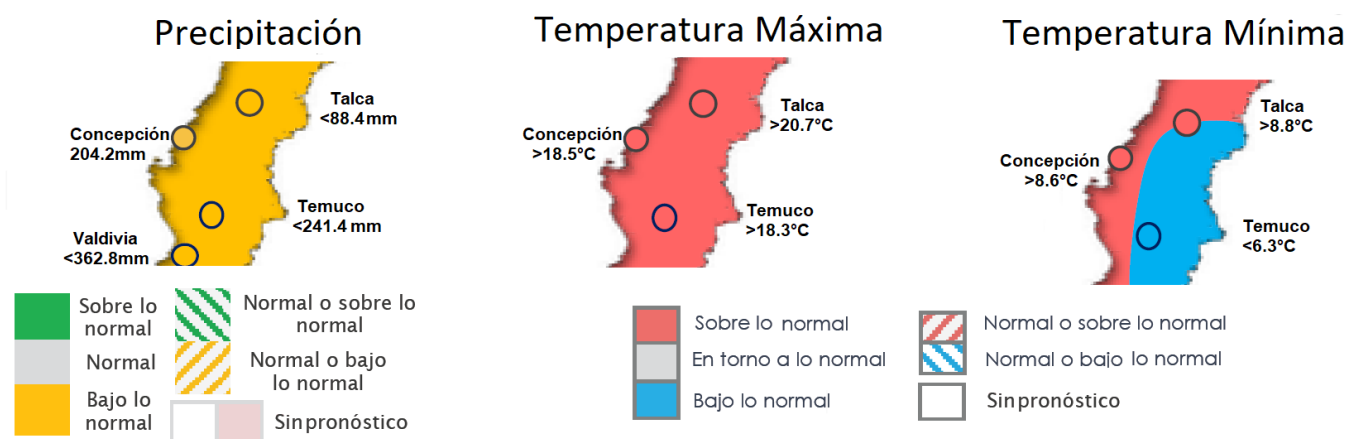 Precipitación
Talca
<88.4 mm
Concepción
204.2mm
Temuco
<241.4 mm
Valdivia
<362.8mm
Sobre lo
normal
Normal
Bajo lo
normal
Normal o sobre lo
normal
Normal o bajo
lo normal
Sin pronóstico
Temperatura Máxima
Talca
>20.7°C
Concepción
>18.5°C
Temuco
>18.3°C
Temperatura Mínima
Talca
>8.8°C
Concepción
>8.6°C
Temuco
<6.3°C
Sobre lo normal
En torno a lo normal
Bajo lo normal
Normal o sobre lo normal
Normal o bajo lo normal
Sin pronóstico